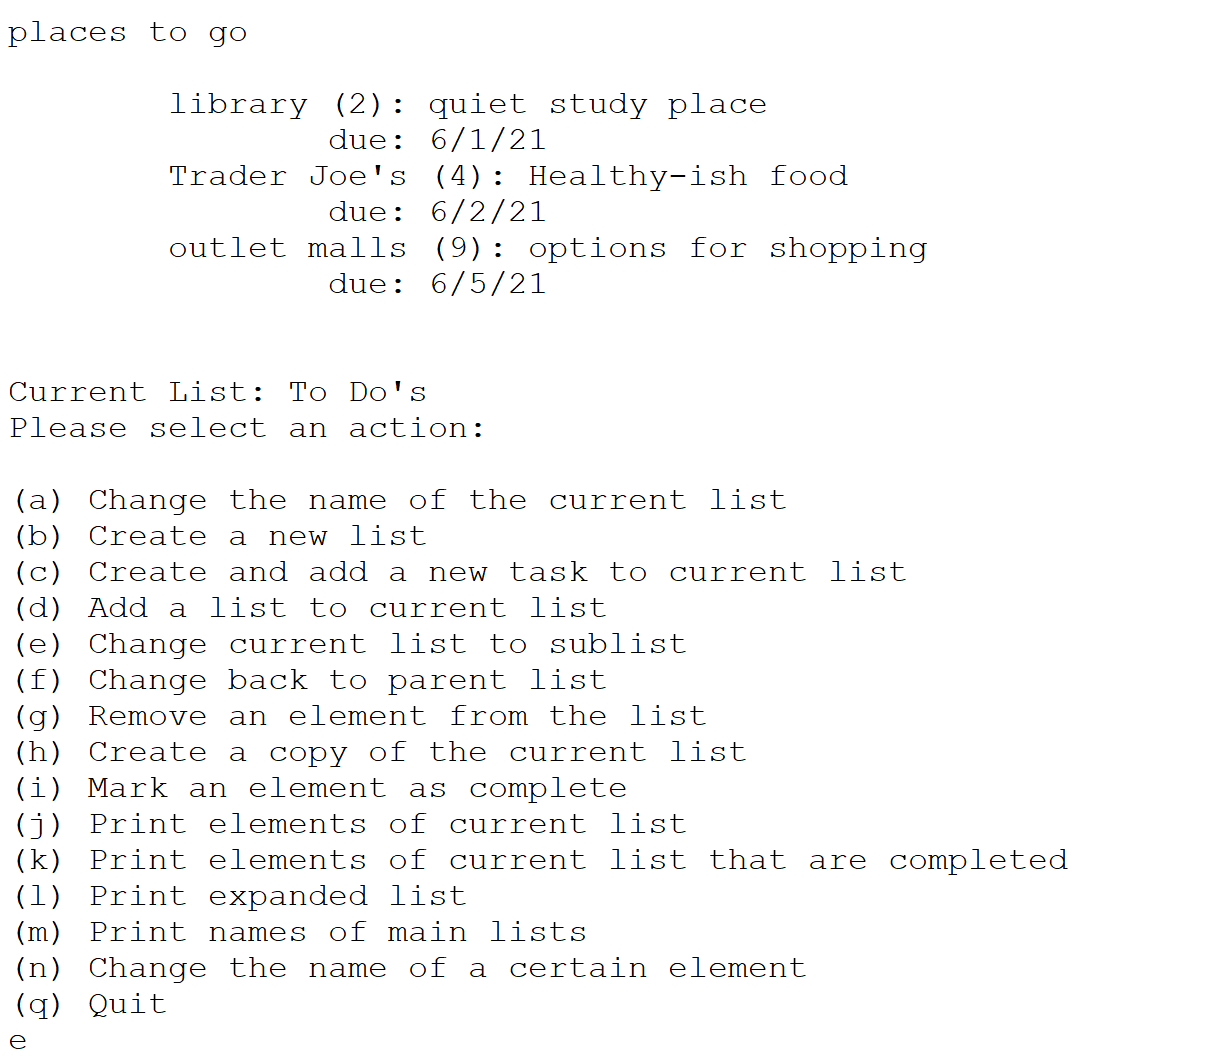 places to go
library (2): quiet study place
due: 6/1/21
Trader Joe's (4): Healthy-ish food
due: 6/2/21
outlet malls (9): options for shopping
due: 6/5/21
Current List: To Do's
Please select an action:
(a) Change the name of the current list
(b) Create a new list
(c) Create and add a new task to current list
(d) Add a list to current list
(e) Change current list to sublist
(f) Change back to parent list
(g) Remove an element from the list
(h) Create a copy of the current list
(i) Mark an element as complete
(j) Print elements of current list
(k) Print elements of current list that are completed
(l) Print expanded list
(m) Print names of main lists
(n) Change the name of a certain element
(q) Quit
e